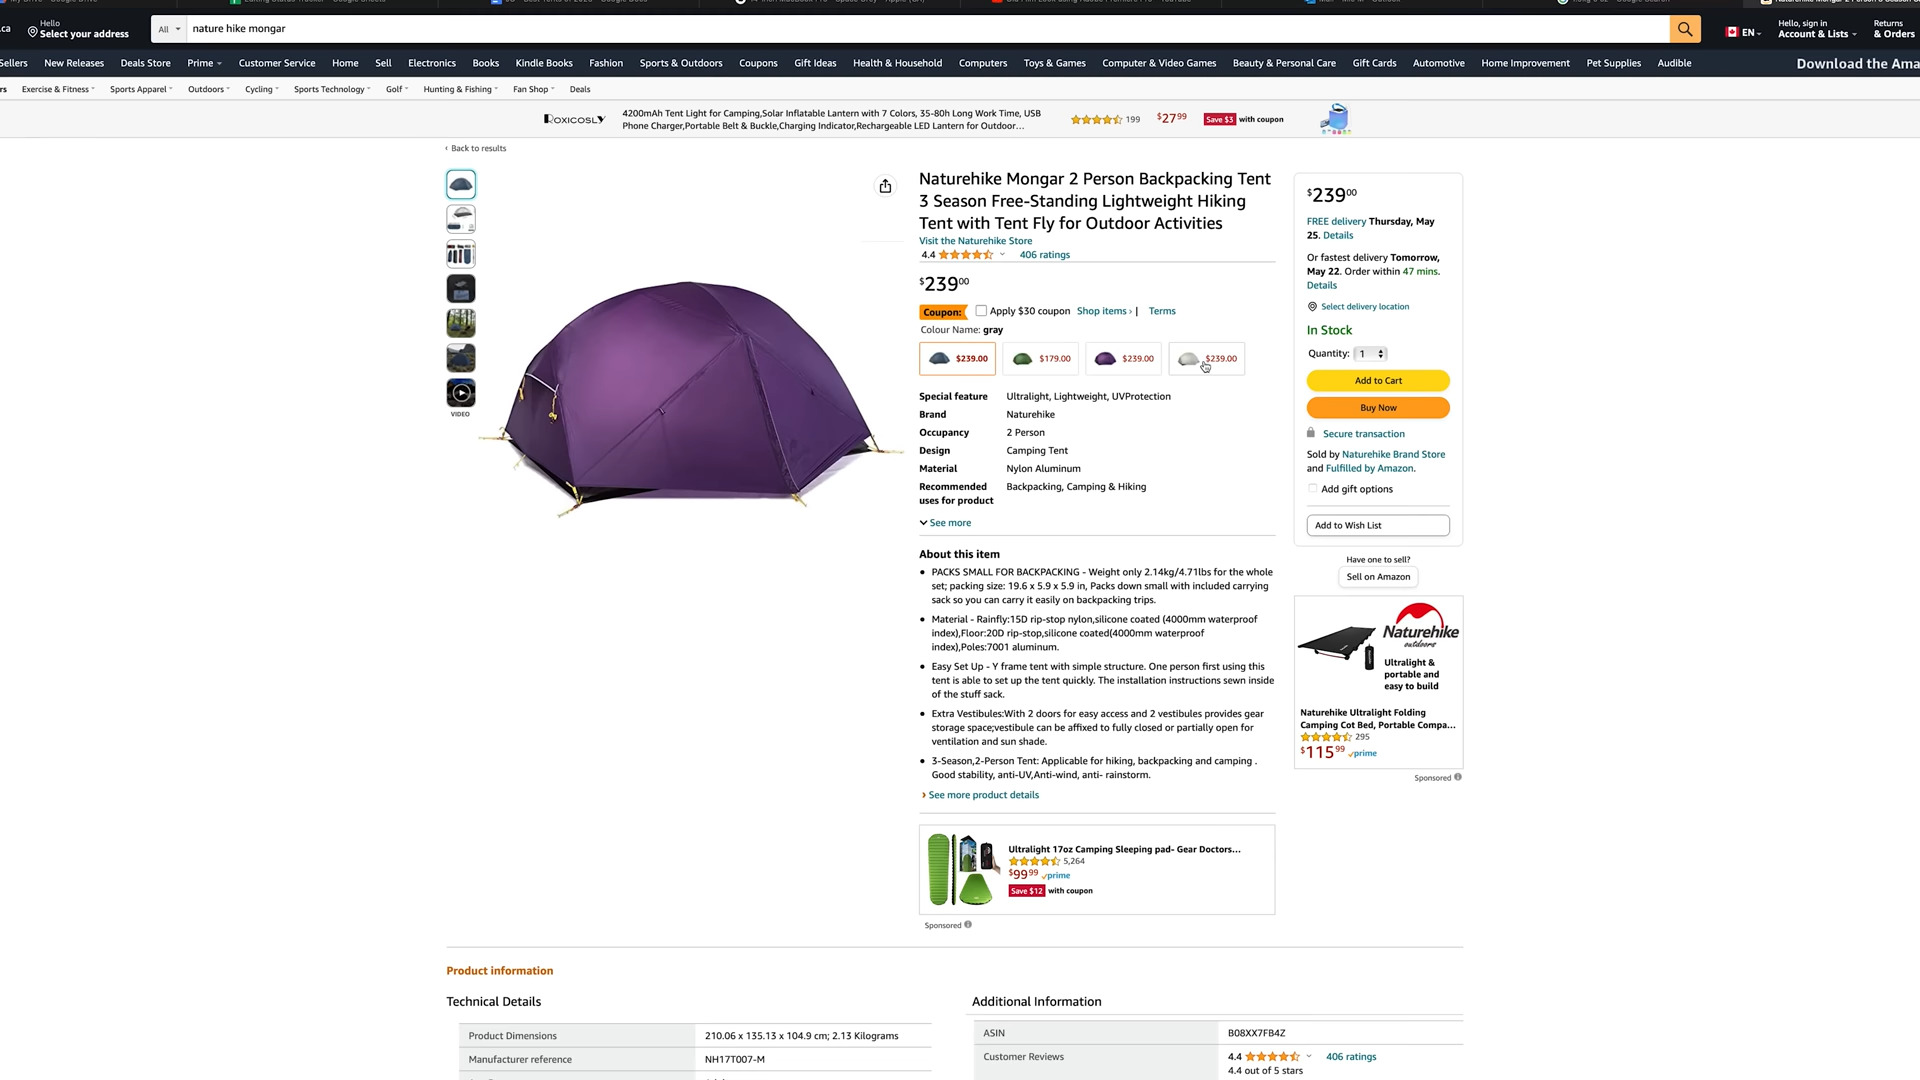 .ca
Hello
Select your address
All
nature hike mongar
EN
Hello, sign in
Account & Lists
Returns
& Orders
Sellers
New Releases
Deals Store
Prime
Customer Service
Home
Sell
Electronics
Books
Kindle Books
Fashion
Sports & Outdoors
Coupons
Gift Ideas
Health & Household
Computers
Toys & Games
Computer & Video Games
Beauty & Personal Care
Gift Cards
Automotive
Home Improvement
Pet Supplies
Audible
Download the Ama
rs
Exercise & Fitness
Sports Apparel
Outdoors
Cycling
Sports Technology
Golf
Hunting & Fishing
Fan Shop
Deals
ROXICOSLY
4200mAh Tent Light for Camping,Solar Inflatable Lantern with 7 Colors, 35-80h Long Work Time, USB
Phone Charger,Portable Belt & Buckle,Charging Indicator,Rechargeable LED Lantern for Outdoor...
199
$27 99
Save $3 with coupon
‹ Back to results
VIDEO
Naturehike Mongar 2 Person Backpacking Tent
3 Season Free-Standing Lightweight Hiking
Tent with Tent Fly for Outdoor Activities
Visit the Naturehike Store
4.4
406 ratings
$239 00
Coupon:
Apply $30 coupon Shop items › | Terms
Colour Name: gray
$239.00
$179.00
$239.00
$239.00
Special feature Ultralight, Lightweight, UVProtection
Brand Naturehike
Occupancy 2 Person
Design Camping Tent
Material Nylon Aluminum
Recommended
uses for product
Backpacking, Camping & Hiking
See more
About this item
• PACKS SMALL FOR BACKPACKING - Weight only 2.14kg/4.71lbs for the whole
set; packing size: 19.6 x 5.9 x 5.9 in, Packs down small with included carrying
sack so you can carry it easily on backpacking trips.
• Material - Rainfly:15D rip-stop nylon,silicone coated (4000mm waterproof
index),Floor:20D rip-stop,silicone coated(4000mm waterproof
index),Poles:7001 aluminum.
• Easy Set Up - Y frame tent with simple structure. One person first using this
tent is able to set up the tent quickly. The installation instructions sewn inside
of the stuff sack.
• Extra Vestibules:With 2 doors for easy access and 2 vestibules provides gear
storage space;vestibule can be affixed to fully closed or partially open for
ventilation and sun shade.
• 3-Season,2-Person Tent: Applicable for hiking, backpacking and camping .
Good stability, anti-UV,Anti-wind, anti- rainstorm.
› See more product details
Ultralight 17oz Camping Sleeping pad- Gear Doctors...
5,264
$99 99 prime
Save $12 with coupon
Sponsored
$239 00
FREE delivery Thursday, May
25. Details
Or fastest delivery Tomorrow,
May 22. Order within 47 mins.
Details
Select delivery location
In Stock
Quantity: 1
Add to Cart
Buy Now
Secure transaction
Sold by Naturehike Brand Store
and Fulfilled by Amazon.
Add gift options
Add to Wish List
Have one to sell?
Sell on Amazon
Naturehike
outdoors
Ultralight &
portable and
easy to build
Naturehike Ultralight Folding
Camping Cot Bed, Portable Compa...
295
$115 99 prime
Sponsored
Product information
Technical Details
Product Dimensions 210.06 x 135.13 x 104.9 cm; 2.13 Kilograms
Manufacturer reference NH17T007-M
Additional Information
ASIN B08XX7FB4Z
Customer Reviews 4.4 406 ratings
4.4 out of 5 stars